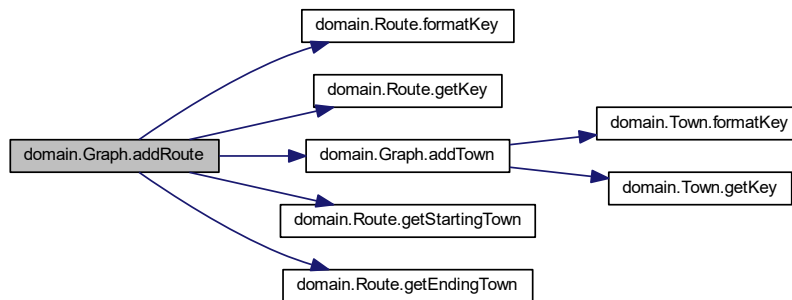 domain.Route.formatKey
domain.Route.getKey
domain.Town.formatKey
domain.Graph.addRoute
domain.Graph.addTown
domain.Town.getKey
domain.Route.getStartingTown
domain.Route.getEndingTown